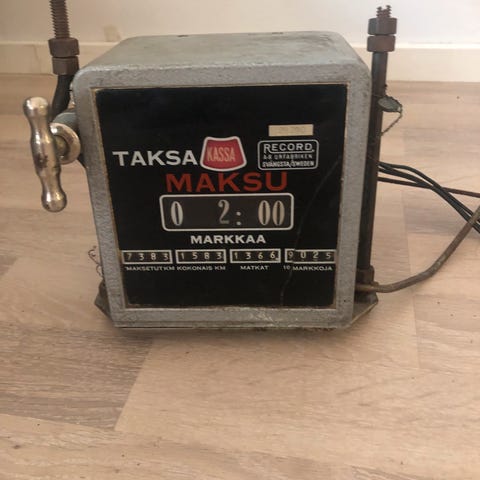 TAKSA KASSA
RECORD
A.B URFABRIKEN
SVÄNGSTA/SWEDEN
MAKSU
0 2:00
MARKKAA
7383 1583 1366 9025
MAKSETUT KM KOKONAIS KM MATKAT 10 MARKKOJA